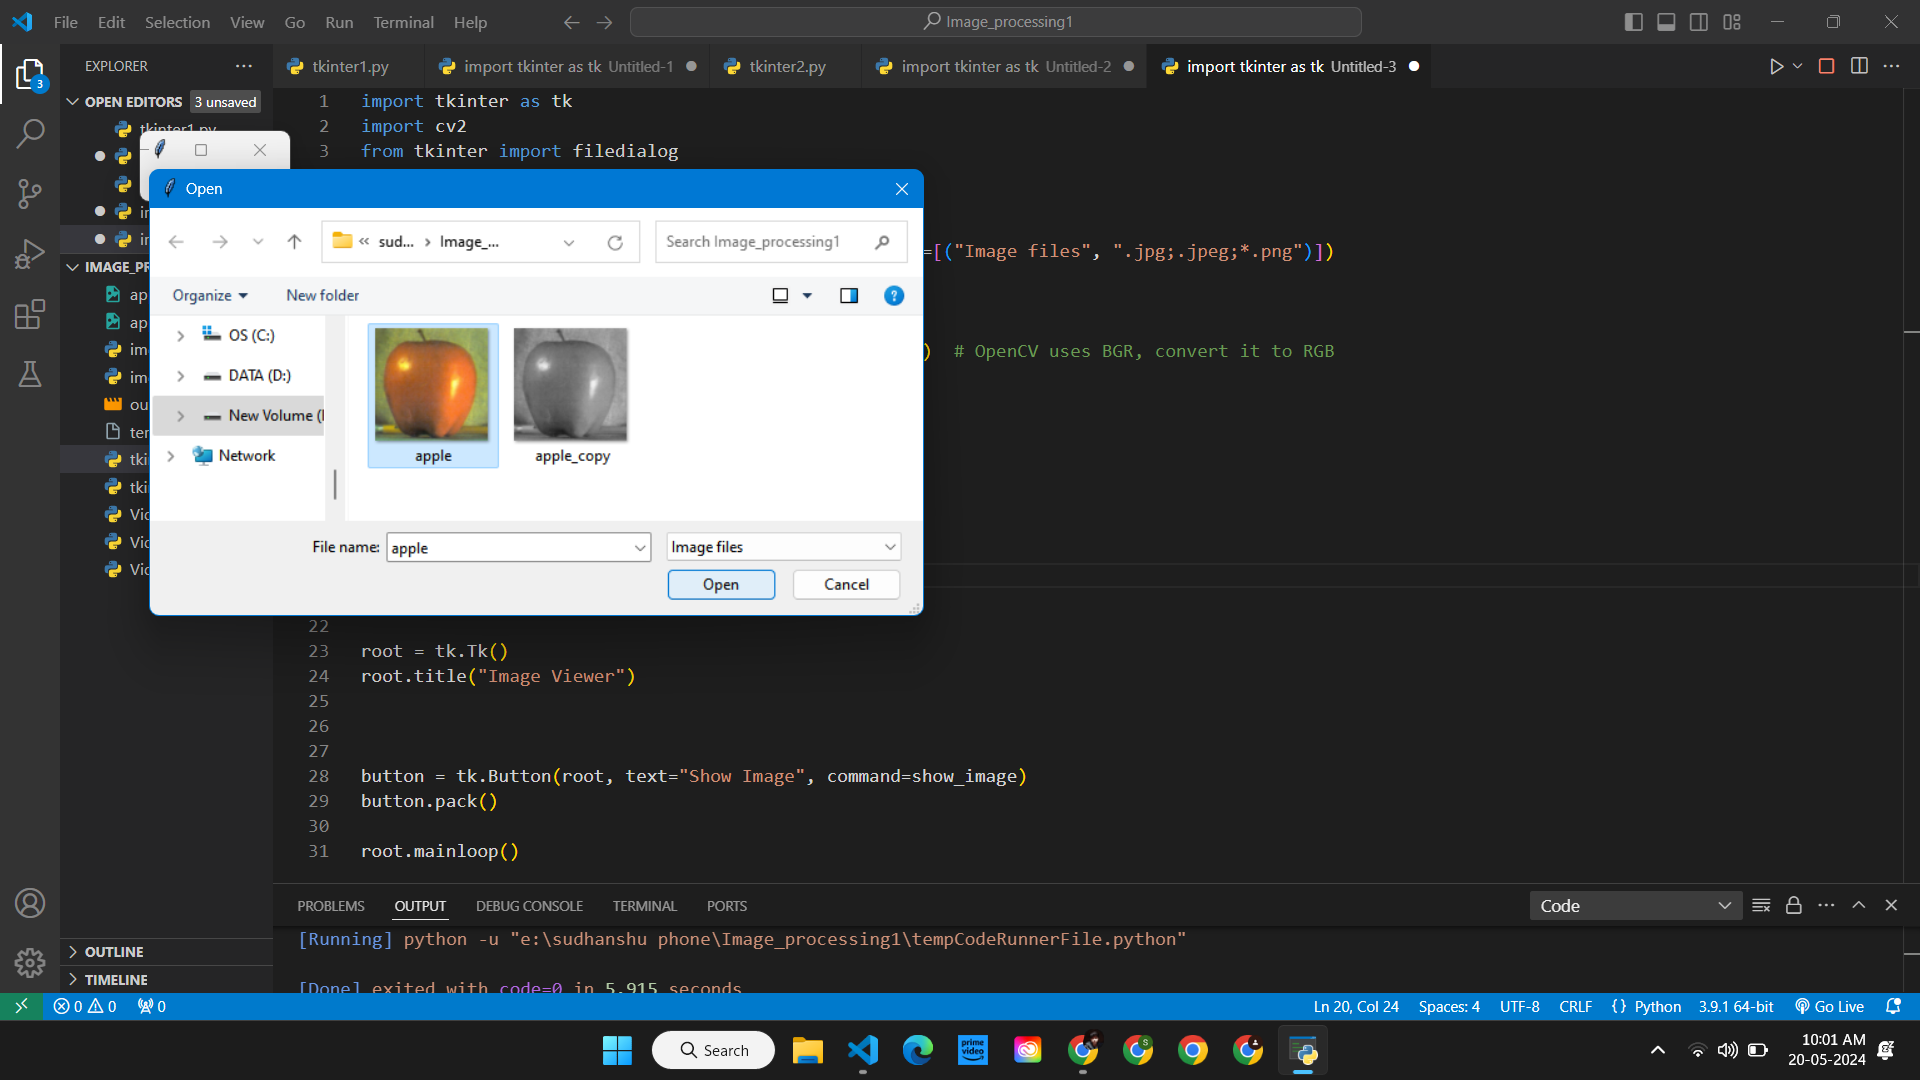 File Edit Selection View Go Run Terminal Help
Image_processing1
EXPLORER
tkinter1.py
import tkinter as tk Untitled-1
tkinter2.py
import tkinter as tk Untitled-2
import tkinter as tk Untitled-3
OPEN EDITORS 3 unsaved
tkinter1.py
3
1 import tkinter as tk
2 import cv2
3 from tkinter import filedialog
Open
sud... Image_...
Search Image_processing1
=[("Image files", ".jpg;.jpeg;*.png")])
Organize New folder
OS (C:)
DATA (D:)
New Volume (
Network
apple
apple_copy
) # OpenCV uses BGR, convert it to RGB
File name: apple Image files
Open Cancel
IMAGE_PR
ap
ap
im
im
ou
ten
tki
tki
Vic
Vic
Vic
22
23 root = tk.Tk()
24 root.title("Image Viewer")
25
26
27
28 button = tk.Button(root, text="Show Image", command=show_image)
29 button.pack()
30
31 root.mainloop()
PROBLEMS OUTPUT DEBUG CONSOLE TERMINAL PORTS
Code
[Running] python -u "e:\sudhanshu phone\Image_processing1\tempCodeRunnerFile.python"
[Done] exited with code=0 in 5.915 seconds
OUTLINE
TIMELINE
0 0 0
Ln 20, Col 24 Spaces: 4 UTF-8 CRLF {} Python 3.9.1 64-bit Go Live
Search
prime video
S
10:01 AM
20-05-2024